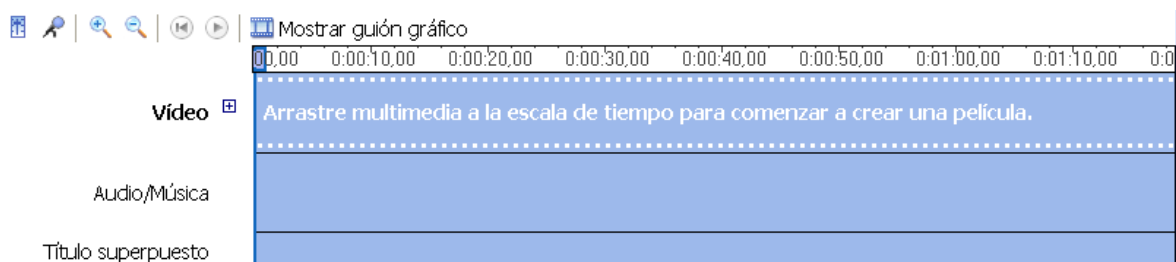 Mostrar guión gráfico
00,00 0:00:10,00 0:00:20,00 0:00:30,00 0:00:40,00 0:00:50,00 0:01:00,00 0:01:10,00 0:0
Vídeo
Arrastre multimedia a la escala de tiempo para comenzar a crear una película.
Audio/Música
Título superpuesto